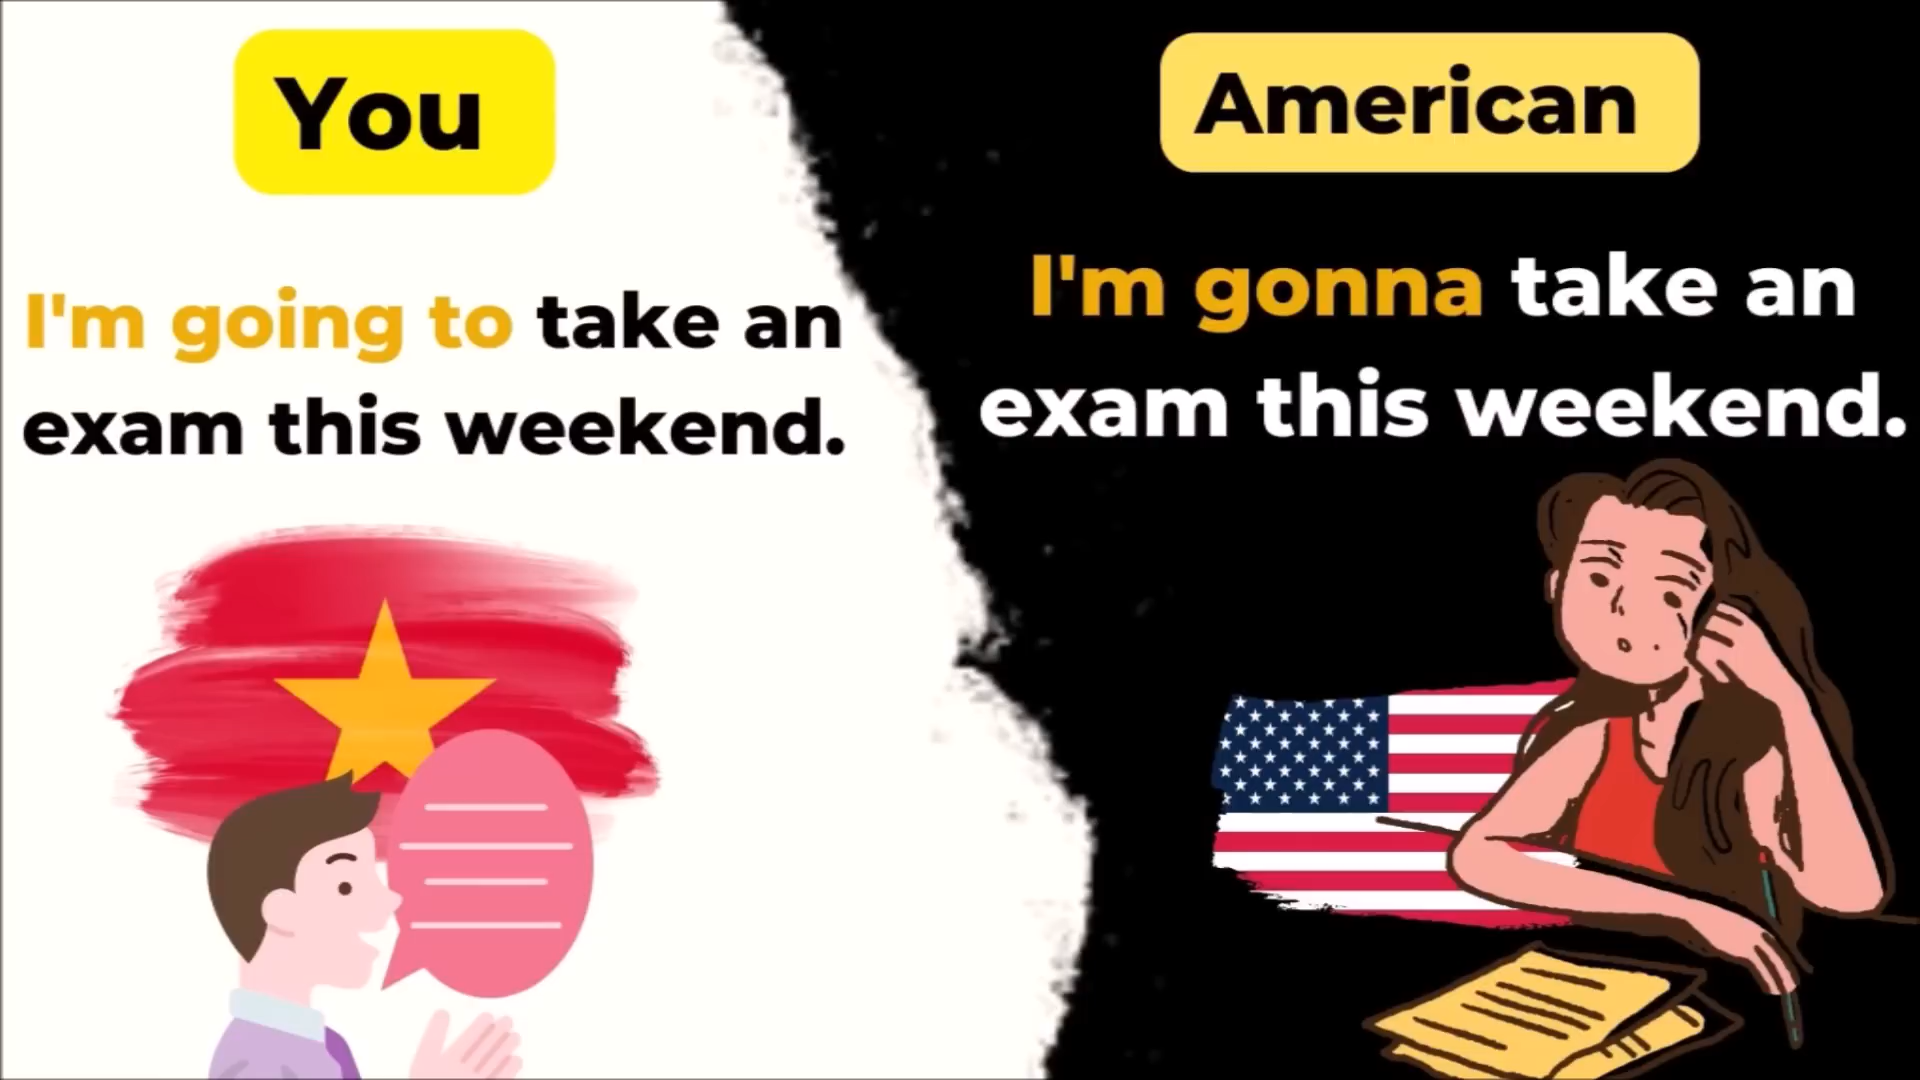 You
I'm going to take an
exam this weekend.
American
I'm gonna take an
exam this weekend.